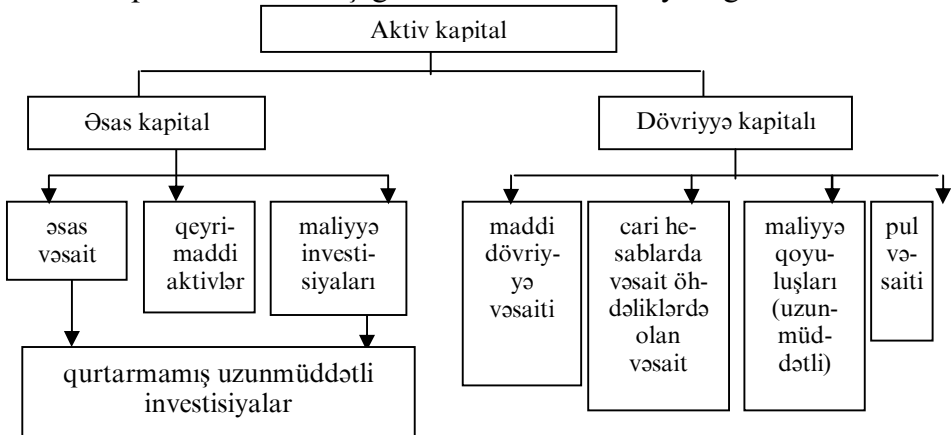 Aktiv kapital
Əsas kapital
Dövriyyə kapitalı
əsas
vəsait
qeyri-
maddi
aktivlər
maliyyə
investi-
siyaları
maddi
dövriy-
yə
vəsaiti
cari he-
sablarda
vəsait öh-
dəliklərdə
olan
vəsait
maliyyə
qoyu-
luşları
(uzun-
müd-
dətli)
pul
və-
saiti
qurtarmamış uzunmüddətli
investisiyalar